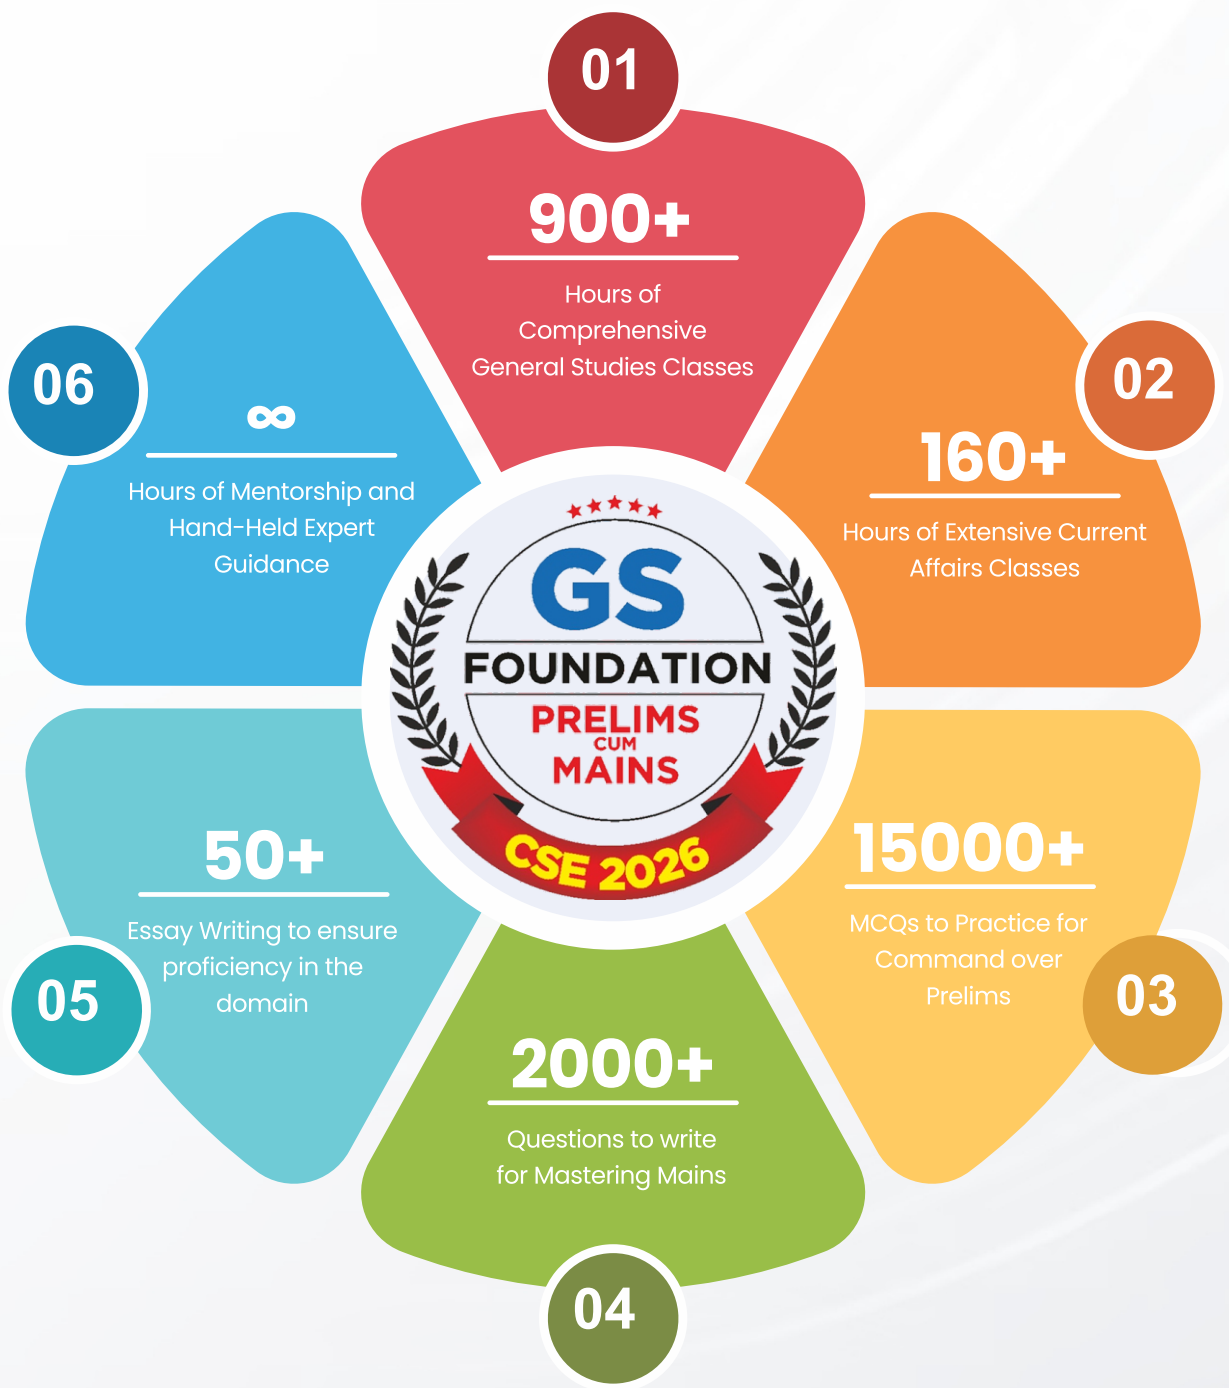 01
900+
Hours of
Comprehensive
General Studies Classes
02
160+
Hours of Extensive Current
Affairs Classes
03
15000+
MCQs to Practice for
Command over
Prelims
04
2000+
Questions to write
for Mastering Mains
05
50+
Essay Writing to ensure
proficiency in the
domain
06
∞
Hours of Mentorship and
Hand-Held Expert
Guidance
GS
FOUNDATION
PRELIMS
CUM
MAINS
CSE 2026